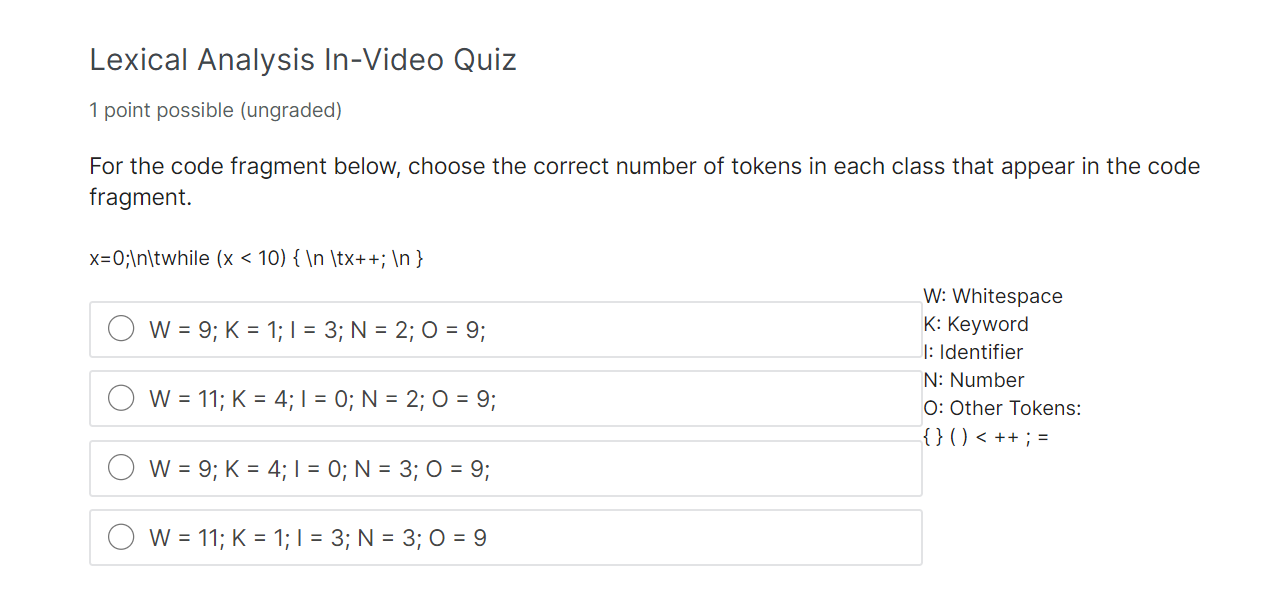 Lexical Analysis In-Video Quiz
1 point possible (ungraded)
For the code fragment below, choose the correct number of tokens in each class that appear in the code
fragment.
x=0;\n\twhile (x < 10) { \n \tx++; \n }
W = 9; K = 1; I = 3; N = 2; O = 9;
W = 11; K = 4; I = 0; N = 2; O = 9;
W = 9; K = 4; I = 0; N = 3; O = 9;
W = 11; K = 1; I = 3; N = 3; O = 9
W: Whitespace
K: Keyword
I: Identifier
N: Number
O: Other Tokens:
{ } ( ) < ++ ; =